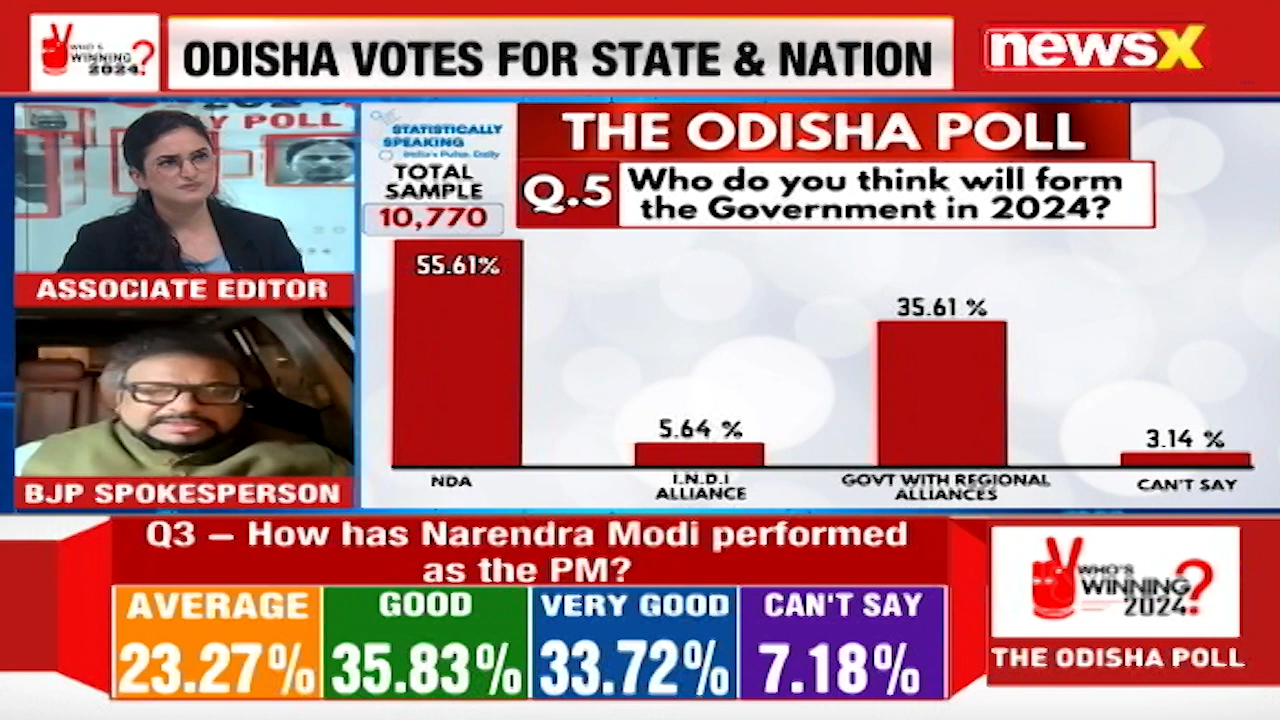 WHO'S
WINNING
2024?
ODISHA VOTES FOR STATE & NATION
newsX
Y POLL
ASSOCIATE EDITOR
BJP SPOKESPERSON
STATISTICALLY
SPEAKING
India's Pulse, Daily
TOTAL
SAMPLE
10,770
THE ODISHA POLL
Q.5
Who do you think will form
the Government in 2024?
55.61%
5.64 %
35.61 %
3.14 %
NDA
I.N.D.I
ALLIANCE
GOVT WITH REGIONAL
ALLIANCES
CAN'T SAY
Q3 – How has Narendra Modi performed
as the PM?
AVERAGE
23.27%
GOOD
35.83%
VERY GOOD
33.72%
CAN'T SAY
7.18%
WHO'S
WINNING
2024?
THE ODISHA POLL